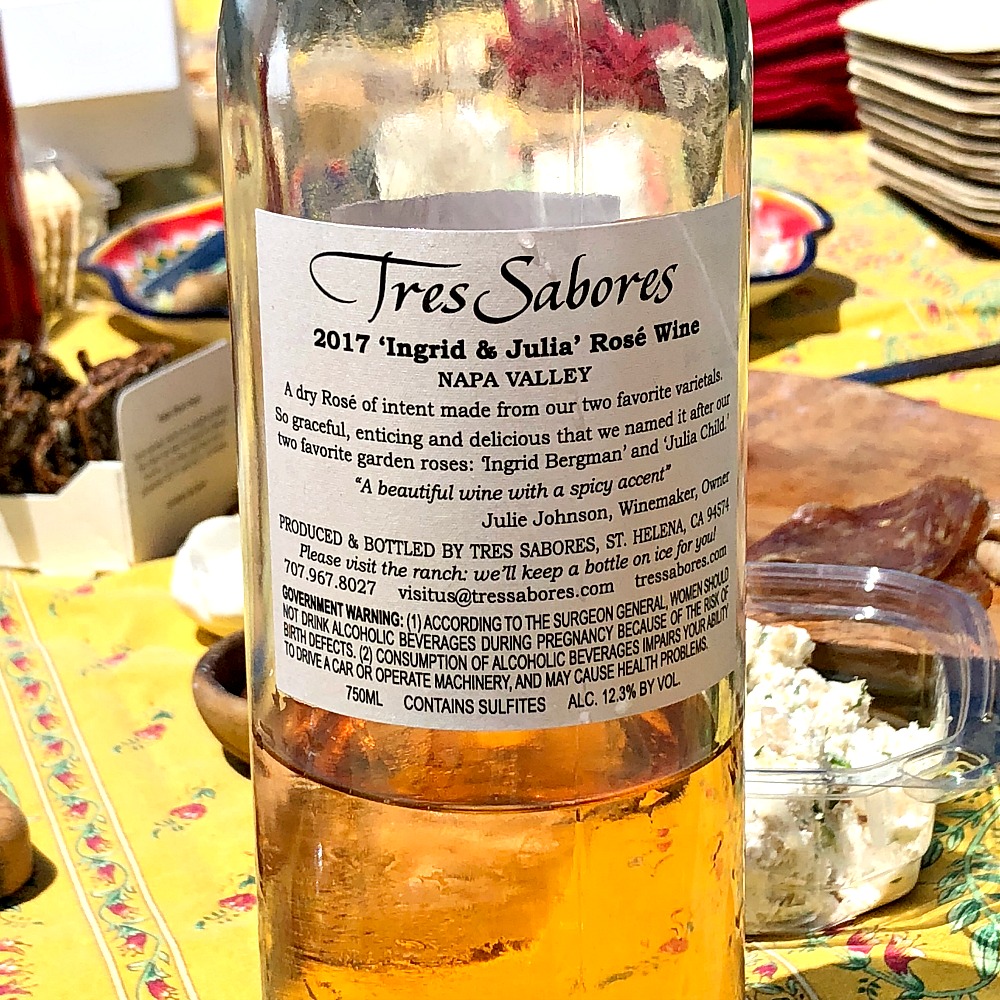 Tres Sabores
2017 ‘Ingrid & Julia’ Rosé Wine
NAPA VALLEY
A dry Rosé of intent made from our two favorite varietals.
So graceful, enticing and delicious that we named it after our
two favorite garden roses: ‘Ingrid Bergman’ and ‘Julia Child.’
“A beautiful wine with a spicy accent”
Julie Johnson, Winemaker, Owner
PRODUCED & BOTTLED BY TRES SABORES, ST. HELENA, CA 94574
Please visit the ranch: we’ll keep a bottle on ice for you!
707.967.8027 visitus@tressabores.com tressabores.com
GOVERNMENT WARNING: (1) ACCORDING TO THE SURGEON GENERAL, WOMEN SHOULD
NOT DRINK ALCOHOLIC BEVERAGES DURING PREGNANCY BECAUSE OF THE RISK OF
BIRTH DEFECTS. (2) CONSUMPTION OF ALCOHOLIC BEVERAGES IMPAIRS YOUR ABILITY
TO DRIVE A CAR OR OPERATE MACHINERY, AND MAY CAUSE HEALTH PROBLEMS.
750ML CONTAINS SULFITES ALC. 12.3% BY VOL.